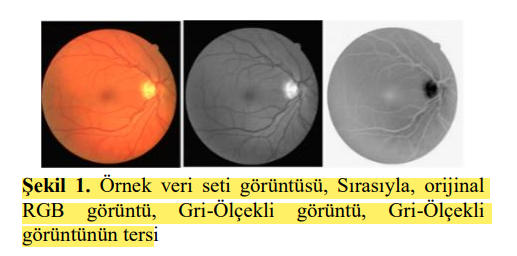 Şekil 1. Örnek veri seti görüntüsü, Sırasıyla, orijinal
RGB görüntü, Gri-Ölçekli görüntü, Gri-Ölçekli
görüntünün tersi